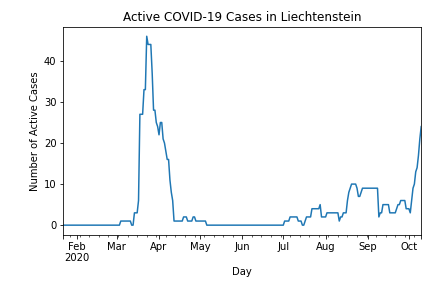 Active COVID-19 Cases in Liechtenstein
Number of Active Cases
40
30
20
10
0
Feb Mar Apr May Jun Jul Aug Sep Oct
2020
Day